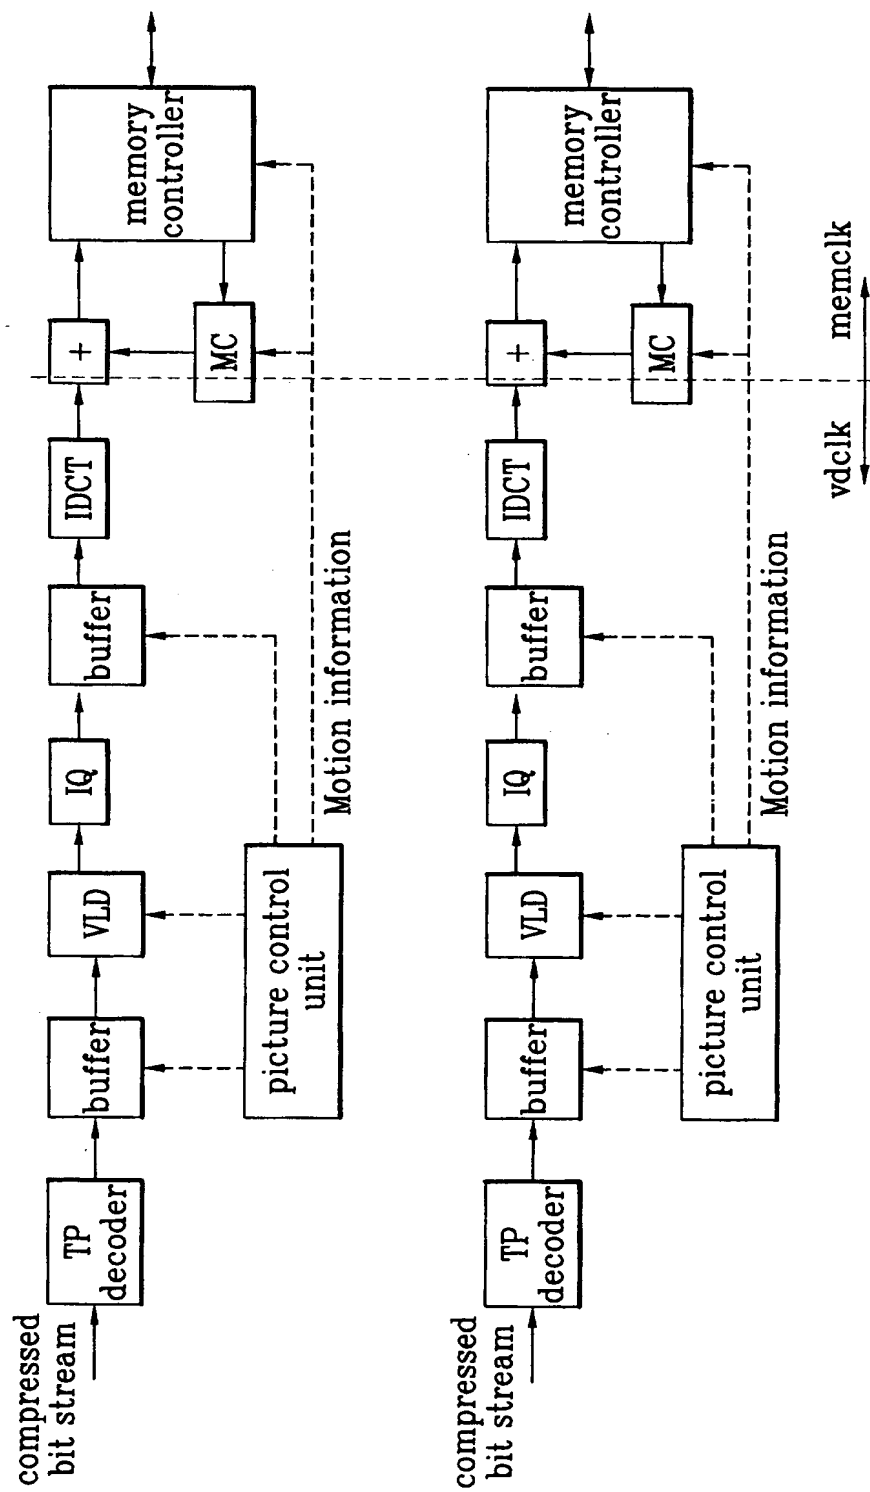 compressed
bit stream
TP
decoder
buffer
VLD
IQ
buffer
IDCT
+
MC
memory
controller
picture control
unit
Motion information
compressed
bit stream
TP
decoder
buffer
VLD
IQ
buffer
IDCT
+
MC
memory
controller
picture control
unit
Motion information
vdclk
memclk